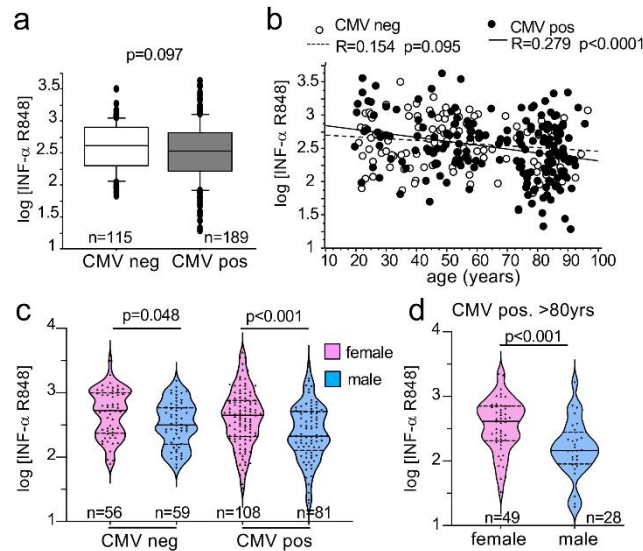 a
p=0.097
log [INF-α R848]
3.5
3
2.5
2
1.5
1
n=115
n=189
CMV neg
CMV pos
b
CMV neg
R=0.154 p=0.095
CMV pos
R=0.279 p<0.0001
log [INF-α R848]
4
3.5
3
2.5
2
1.5
1
10 20 30 40 50 60 70 80 90 100
age (years)
c
p=0.048
p<0.001
female
male
log [INF-α R848]
4
3
2
1
n=56
n=59
n=108
n=81
CMV neg
CMV pos
d
CMV pos. >80yrs
p<0.001
log [INF-α R848]
4
3
2
1
n=49
n=28
female
male